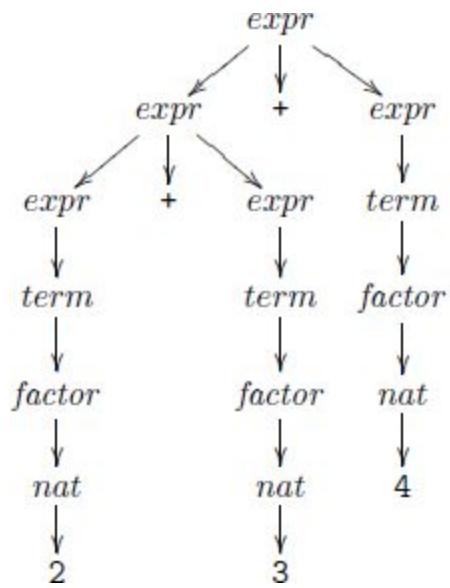 expr
expr + expr
expr + expr term
term term factor
factor factor nat
nat nat 4
2 3